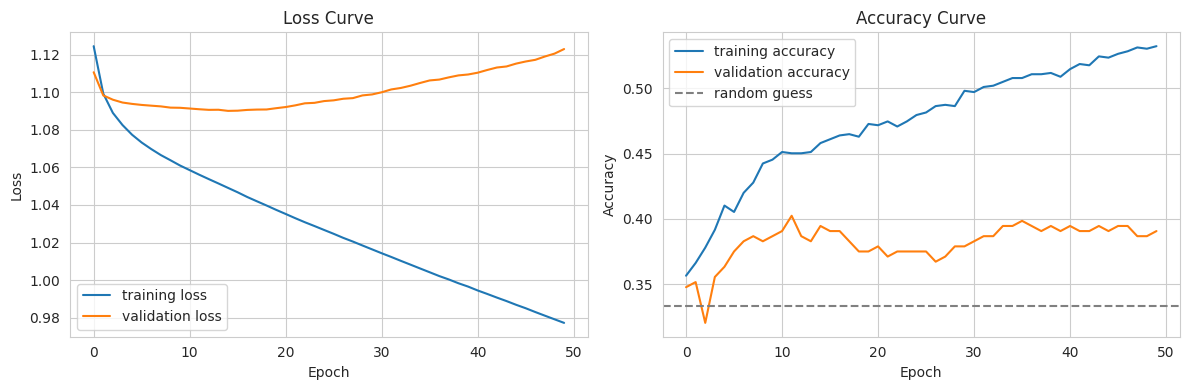 Loss Curve
1.12
1.10
1.08
1.06
1.04
1.02
1.00
0.98
Loss
training loss
validation loss
0
10
20
30
40
50
Epoch
Accuracy Curve
training accuracy
validation accuracy
random guess
0.50
0.45
0.40
0.35
Accuracy
0
10
20
30
40
50
Epoch